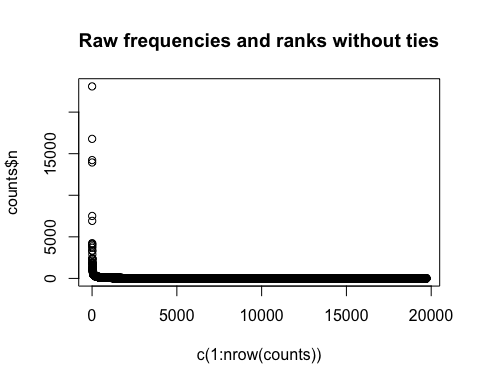 Raw frequencies and ranks without ties
counts$n
15000
5000
0
0 5000 10000 15000 20000
c(1:nrow(counts))